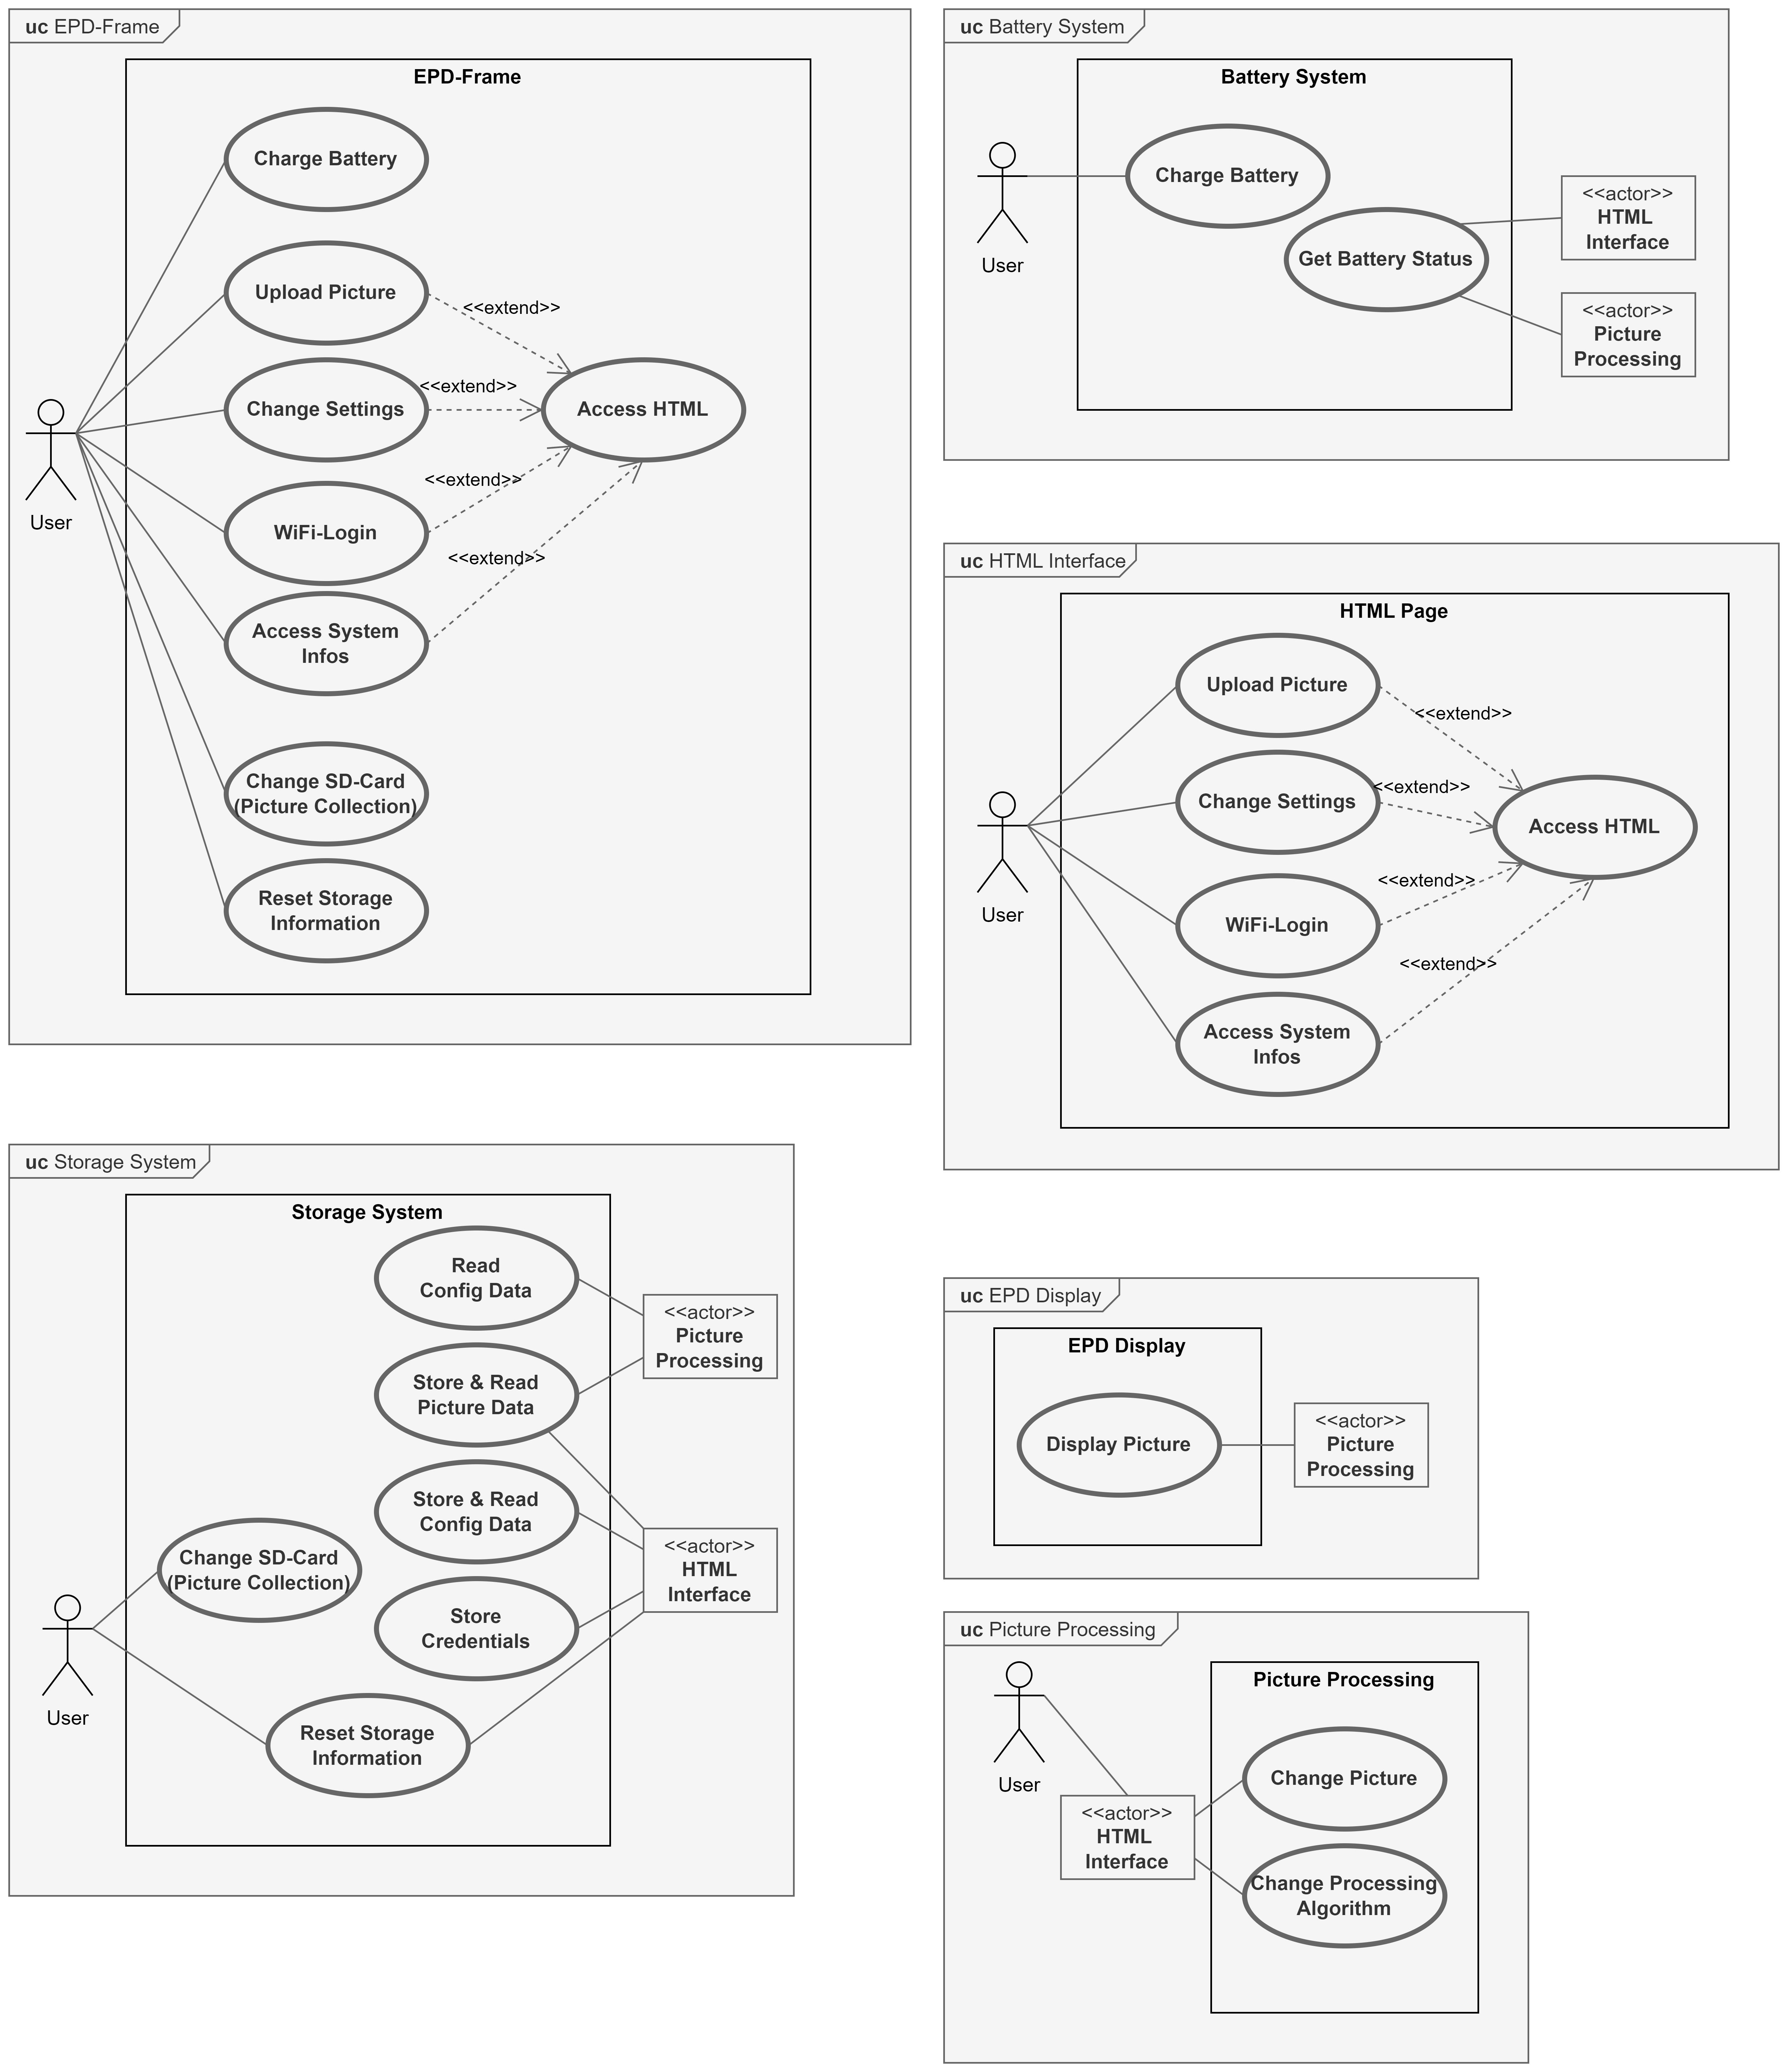 uc EPD-Frame
EPD-Frame
Charge Battery
Upload Picture
<<extend>>
Change Settings
<<extend>>
Access HTML
User
WiFi-Login
<<extend>>
<<extend>>
Access System
Infos
Change SD-Card
(Picture Collection)
Reset Storage
Information
uc Battery System
Battery System
User
Charge Battery
Get Battery Status
<<actor>>
HTML
Interface
<<actor>>
Picture
Processing
uc HTML Interface
HTML Page
Upload Picture
<<extend>>
Change Settings
<<extend>>
Access HTML
User
WiFi-Login
<<extend>>
<<extend>>
Access System
Infos
uc Storage System
Storage System
Read
Config Data
<<actor>>
Picture
Processing
Store & Read
Picture Data
Store & Read
Config Data
Change SD-Card
(Picture Collection)
<<actor>>
HTML
Interface
Store
Credentials
User
Reset Storage
Information
uc EPD Display
EPD Display
Display Picture
<<actor>>
Picture
Processing
uc Picture Processing
Picture Processing
User
Change Picture
<<actor>>
HTML
Interface
Change Processing
Algorithm